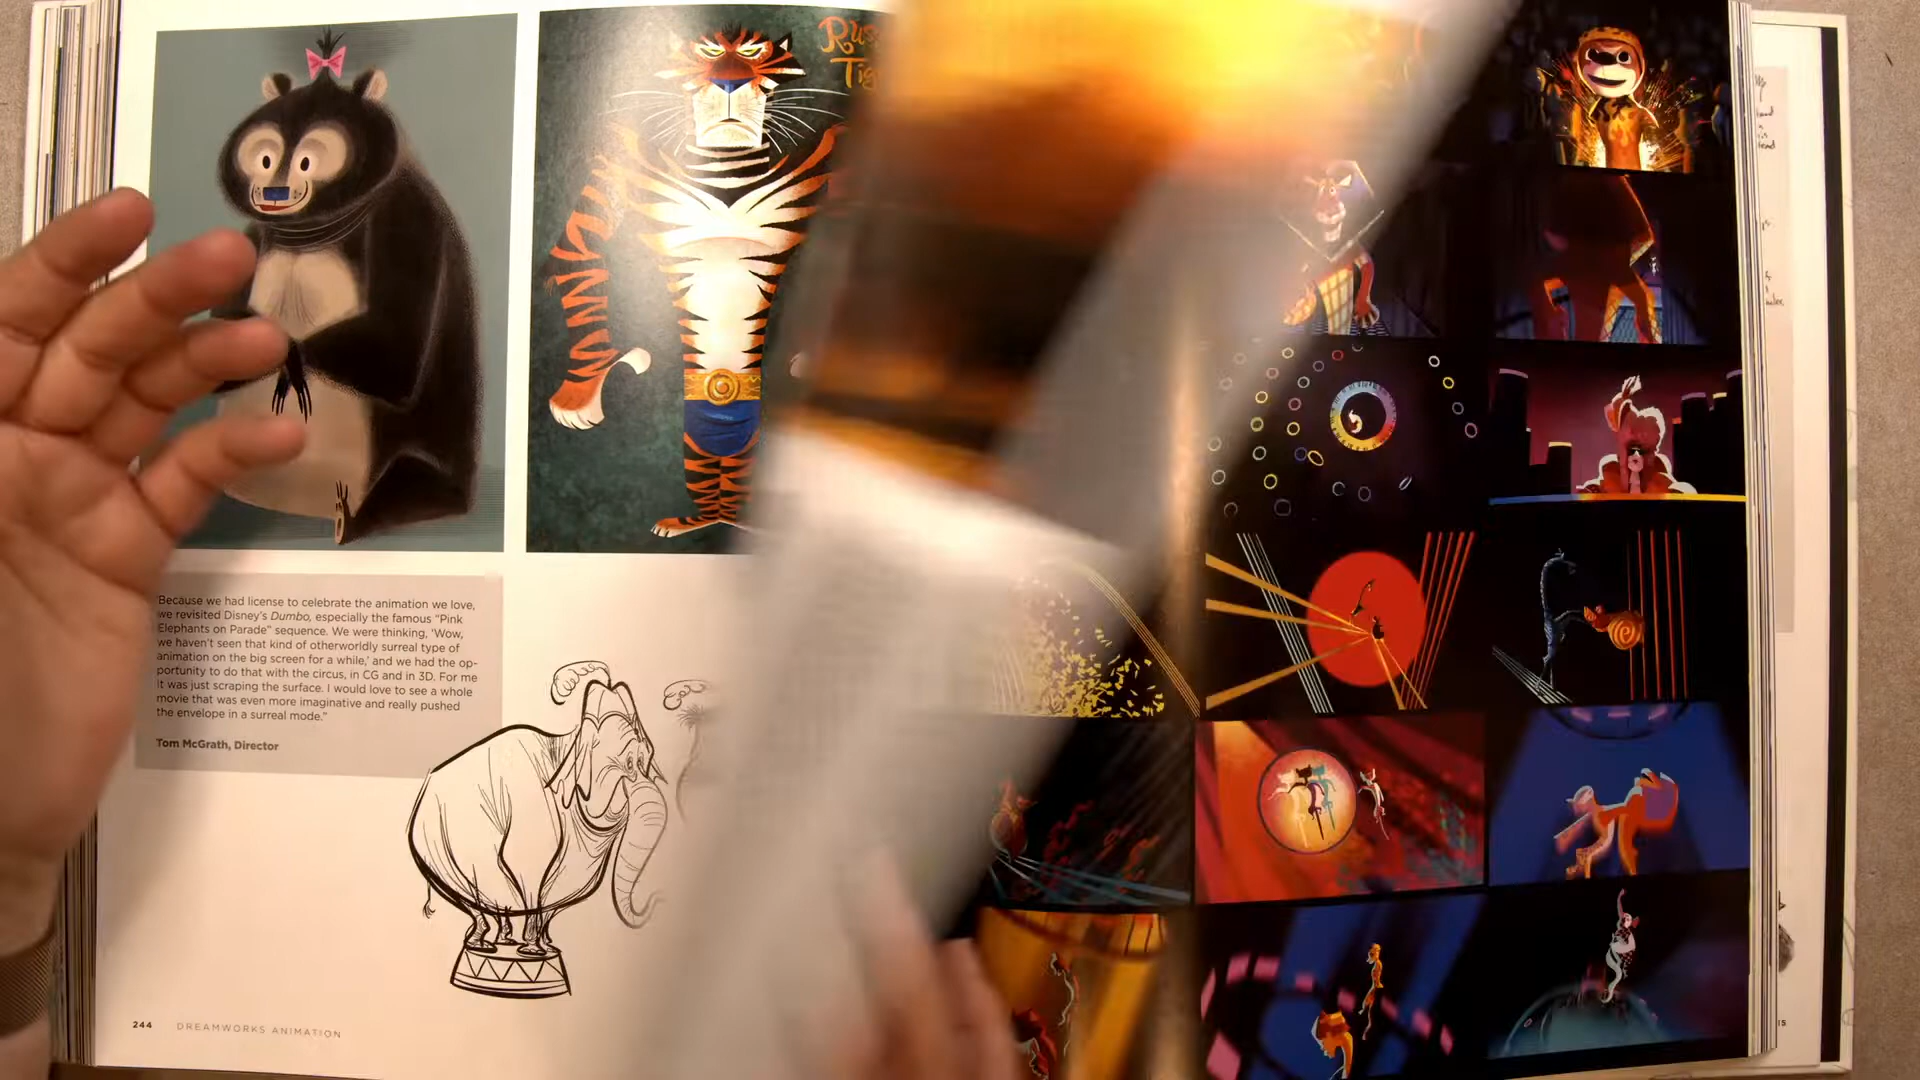 'Because we had license to celebrate the animation we love,
we revisited Disney's Dumbo, especially the famous "Pink
Elephants on Parade" sequence. We were thinking, 'Wow,
we haven't seen that kind of otherworldly surreal type of
animation on the big screen for a while,' and we had the op-
portunity to do that with the circus, in CG and in 3D. For me
it was just scraping the surface. I would love to see a whole
movie that was even more imaginative and really pushed
the envelope in a surreal mode."
Tom McGrath, Director
244 DREAMWORKS ANIMATION